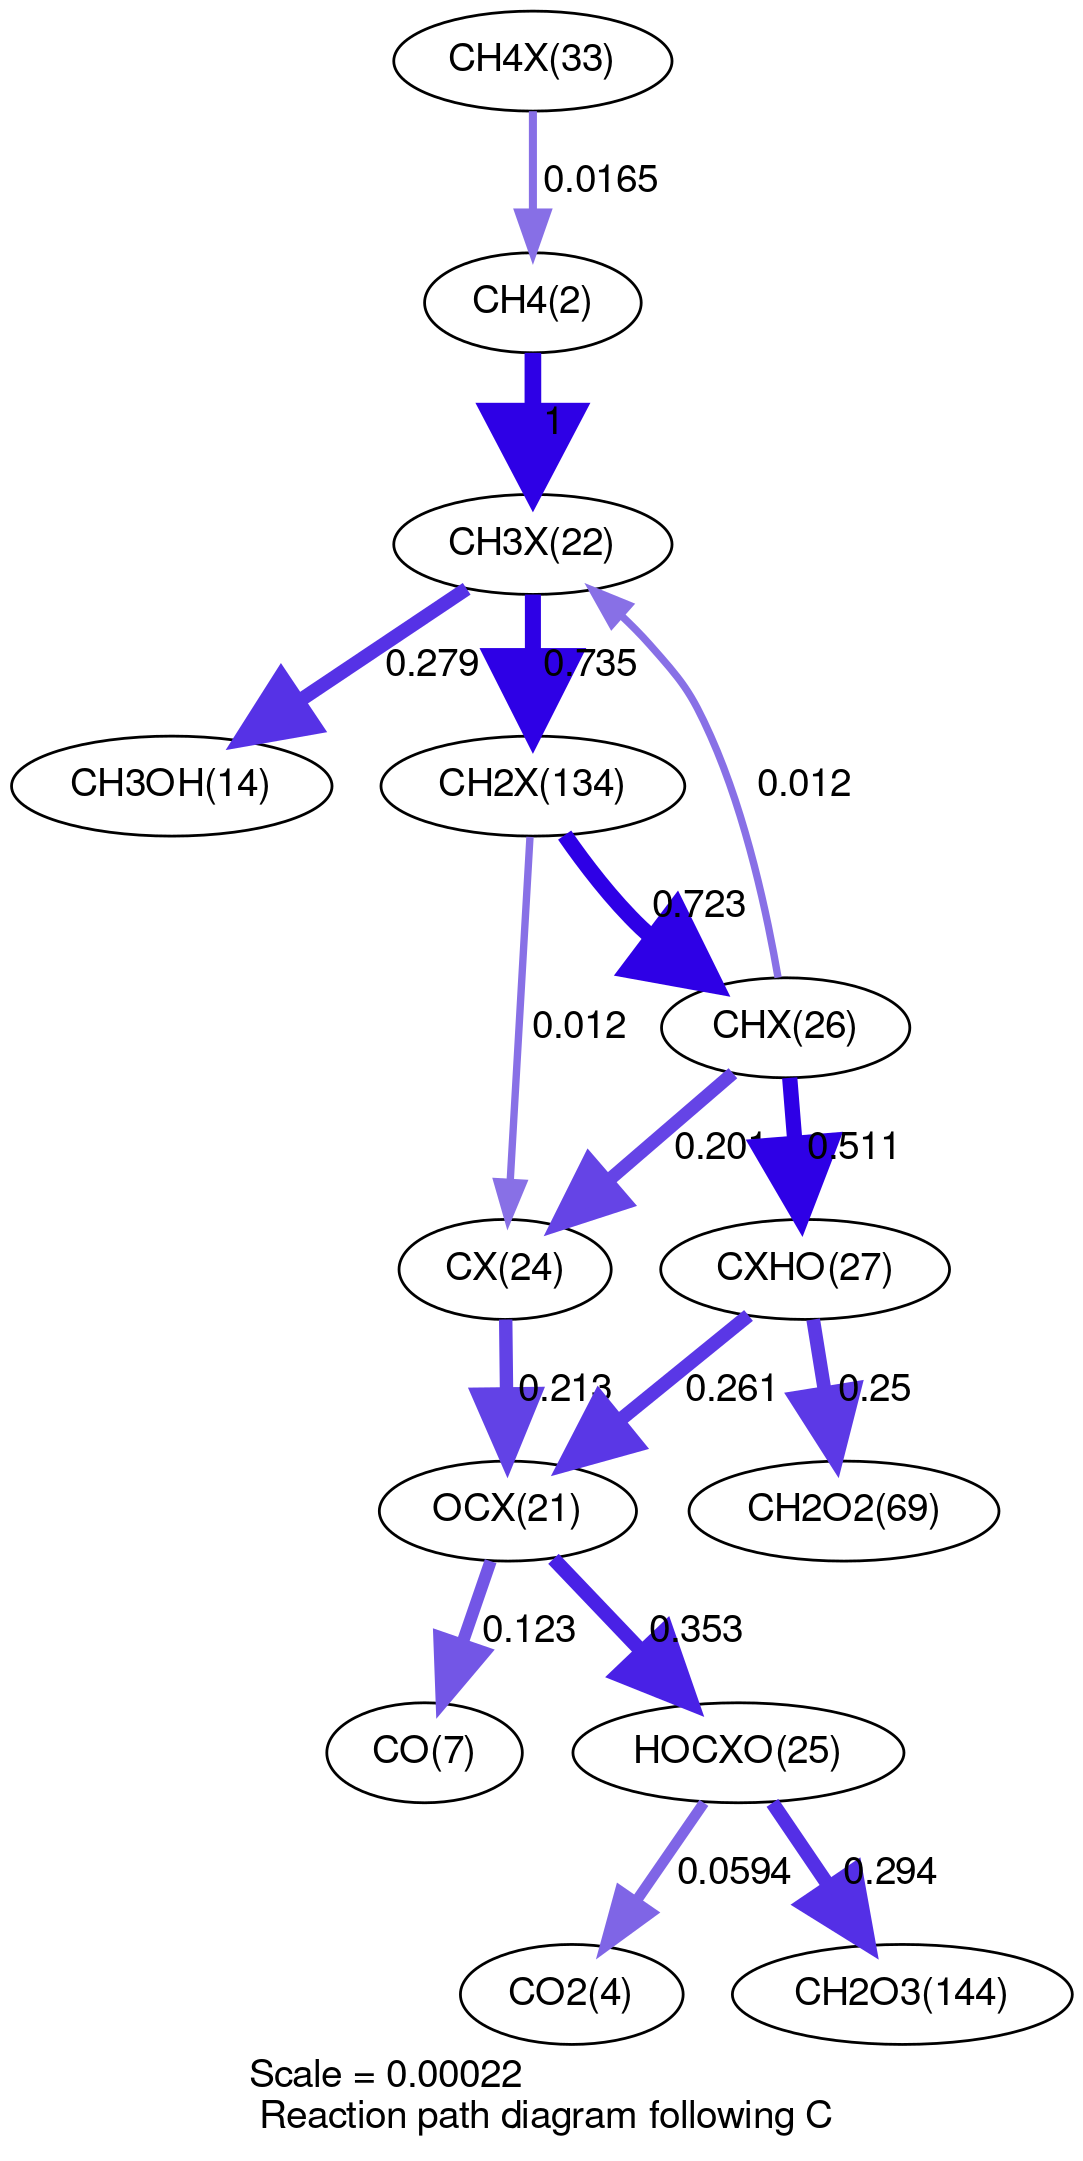 CH4X(33)
0.0165
CH4(2)
1
CH3X(22)
0.279
0.735
CH3OH(14)
CH2X(134)
0.012
0.723
0.012
CHX(26)
0.201
0.511
CX(24)
CXHO(27)
0.213
0.261
0.25
OCX(21)
CH2O2(69)
0.123
0.353
CO(7)
HOCXO(25)
0.0594
0.294
CO2(4)
CH2O3(144)
Scale = 0.00022
Reaction path diagram following C